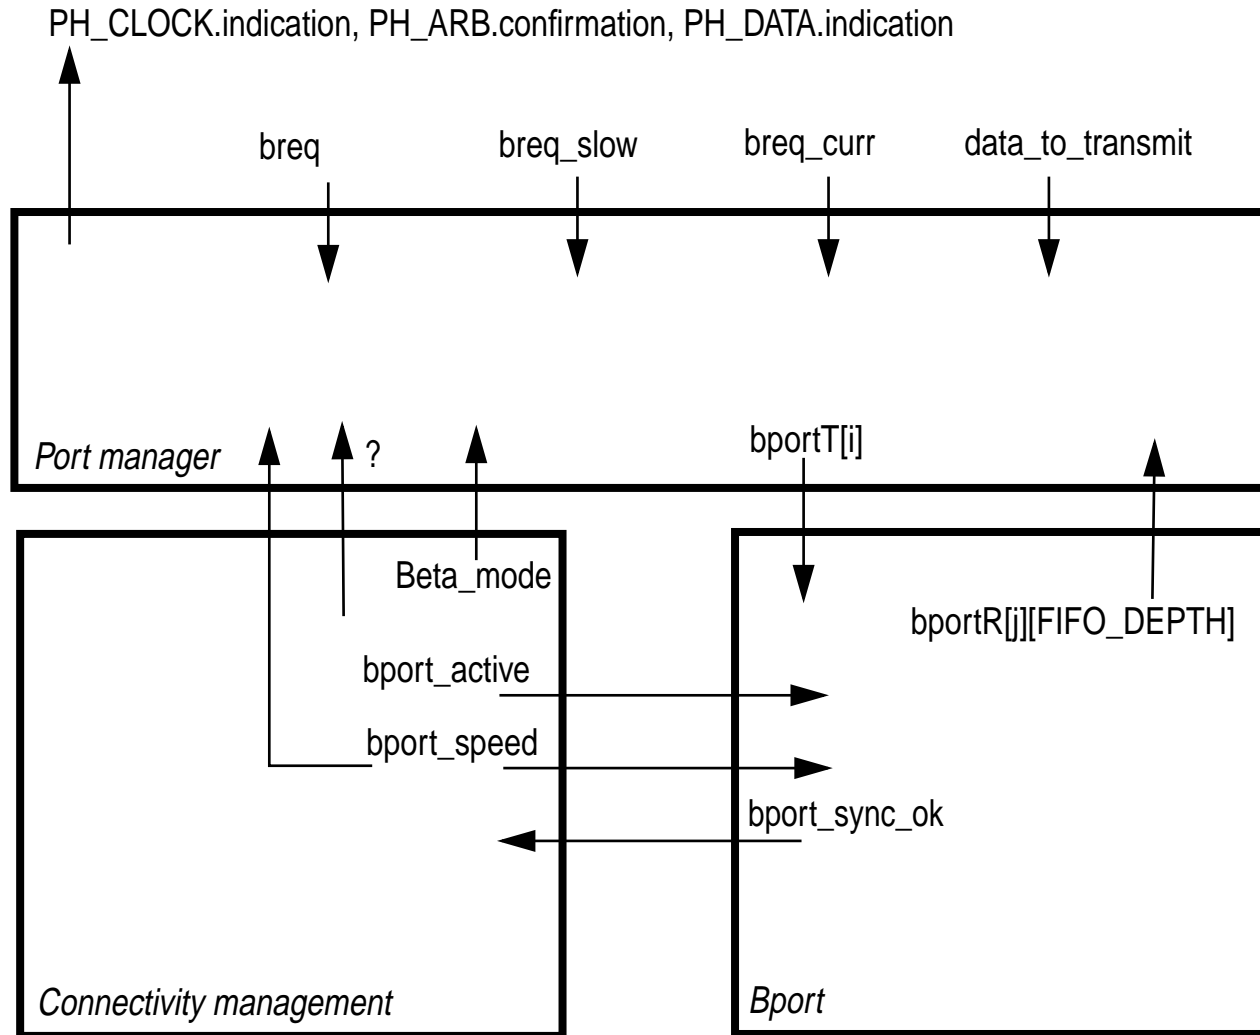 PH_CLOCK.indication, PH_ARB.confirmation, PH_DATA.indication
breq
breq_slow
breq_curr
data_to_transmit
Port manager
?
bportT[i]
Beta_mode
bportR[j][FIFO_DEPTH]
bport_active
bport_speed
bport_sync_ok
Connectivity management
Bport